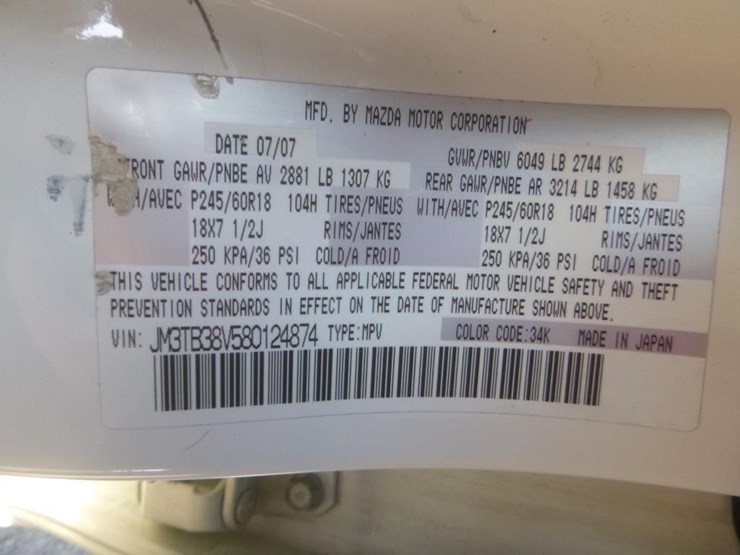 MFD. BY MAZDA MOTOR CORPORATION
DATE 07/07 GVWR/PNBV 6049 LB 2744 KG
FRONT GAWR/PNBE AV 2881 LB 1307 KG REAR GAWR/PNBE AR 3214 LB 1458 KG
WITH/AVEC P245/60R18 104H TIRES/PNEUS WITH/AVEC P245/60R18 104H TIRES/PNEUS
18X7 1/2J RIMS/JANTES 18X7 1/2J RIMS/JANTES
250 KPA/36 PSI COLD/A FROID 250 KPA/36 PSI COLD/A FROID
THIS VEHICLE CONFORMS TO ALL APPLICABLE FEDERAL MOTOR VEHICLE SAFETY AND THEFT
PREVENTION STANDARDS IN EFFECT ON THE DATE OF MANUFACTURE SHOWN ABOVE.
VIN: JM3TB38V580124874 TYPE:MPV COLOR CODE:34K MADE IN JAPAN